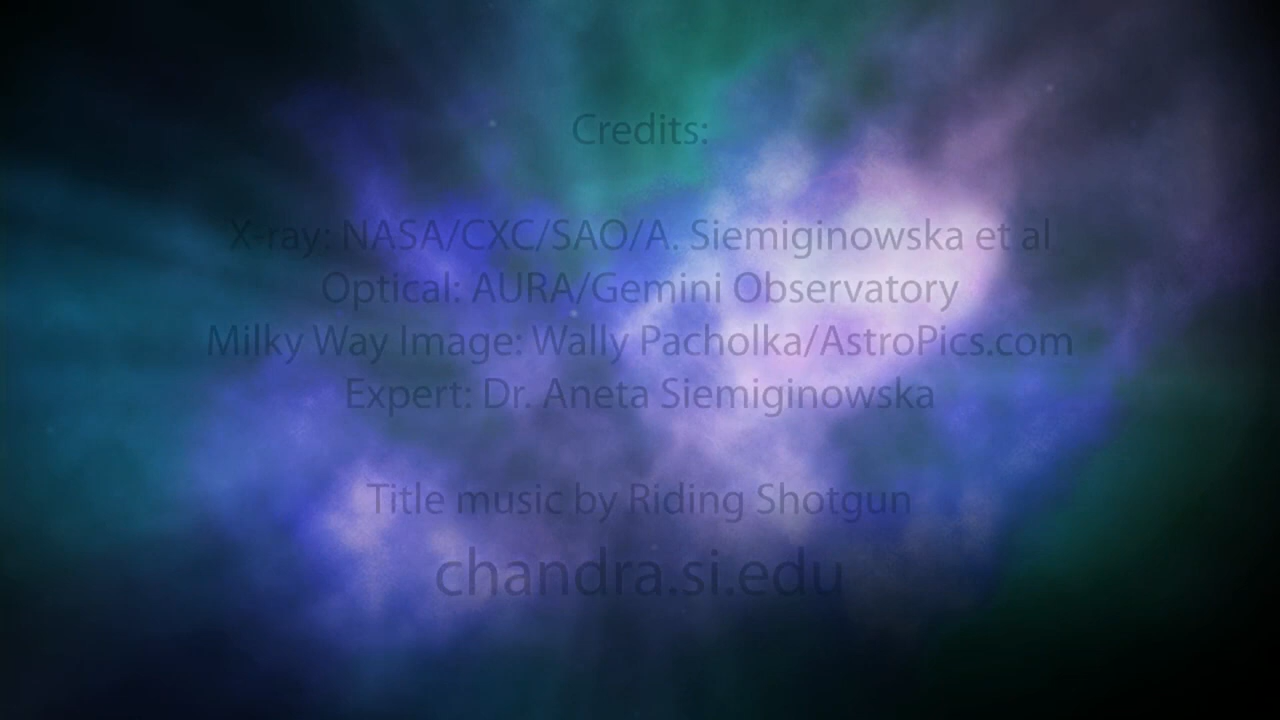 Credits:
X-ray: NASA/CXC/SAO/A. Siemiginowska et al
Optical: AURA/Gemini Observatory
Milky Way Image: Wally Pacholka/AstroPics.com
Expert: Dr. Aneta Siemiginowska
Title music by Riding Shotgun
chandra.si.edu